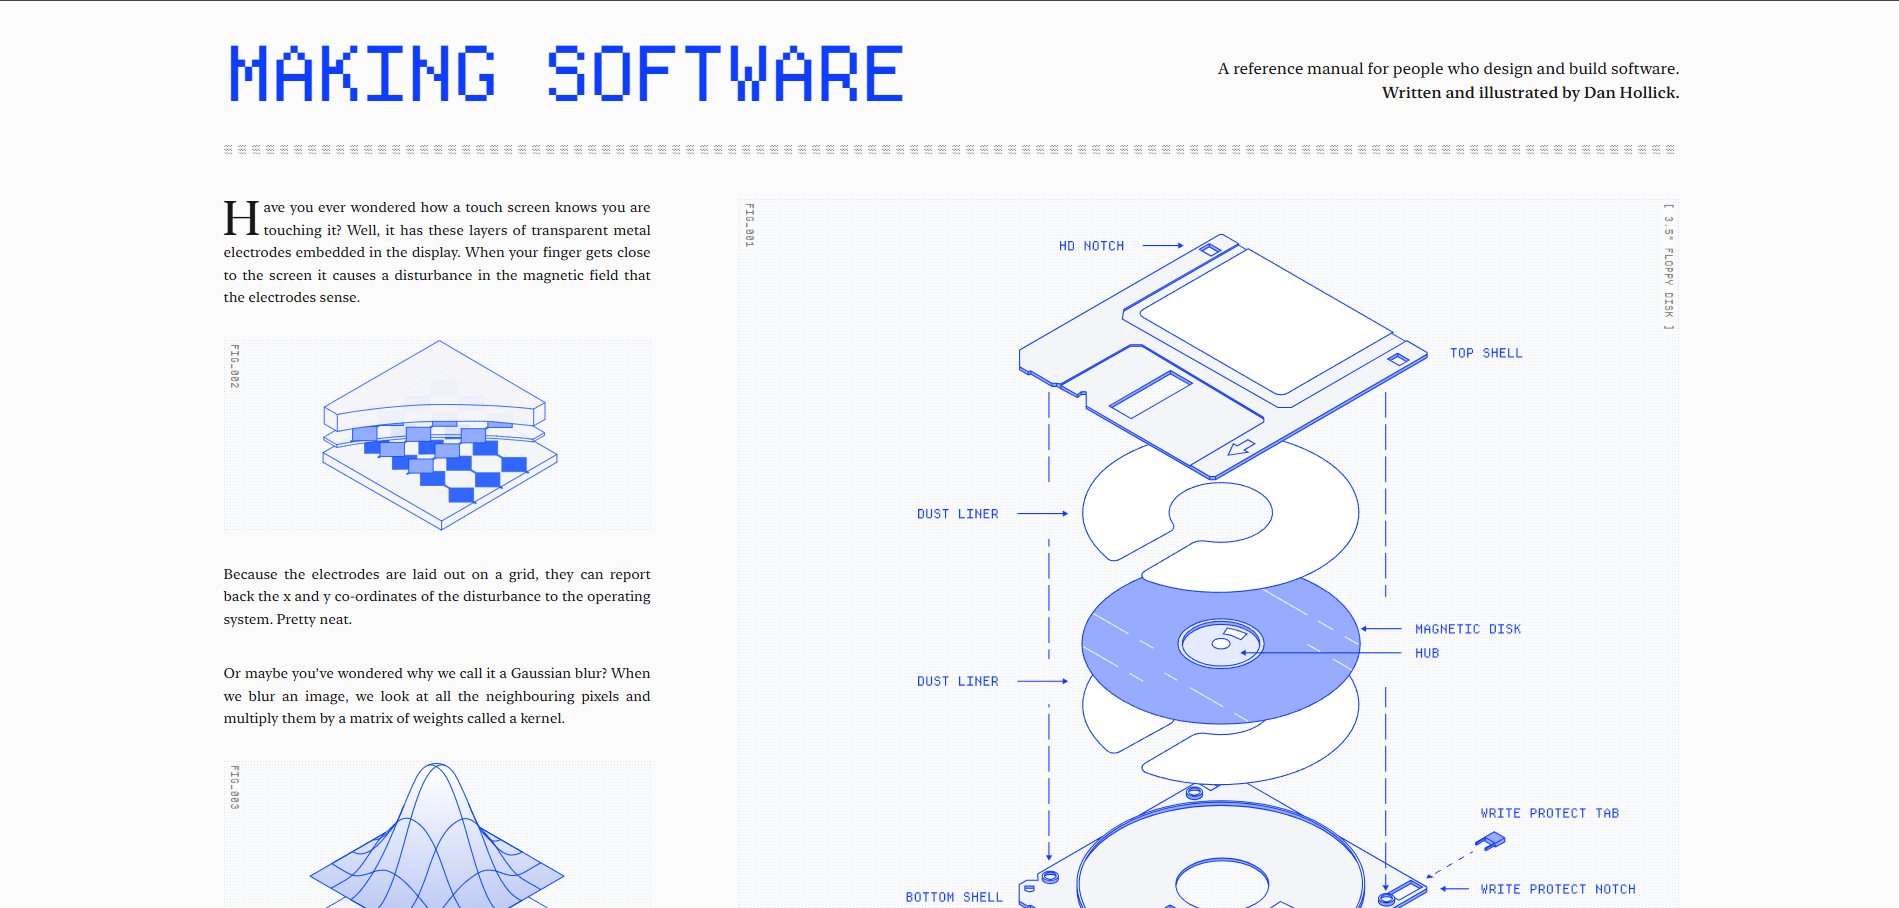 MAKING SOFTWARE
A reference manual for people who design and build software.
Written and illustrated by Dan Hollick.
Have you ever wondered how a touch screen knows you are
touching it? Well, it has these layers of transparent metal
electrodes embedded in the display. When your finger gets close
to the screen it causes a disturbance in the magnetic field that
the electrodes sense.
FIG_002
Because the electrodes are laid out on a grid, they can report
back the x and y co-ordinates of the disturbance to the operating
system. Pretty neat.
Or maybe you've wondered why we call it a Gaussian blur? When
we blur an image, we look at all the neighbouring pixels and
multiply them by a matrix of weights called a kernel.
FIG_003
FIG_001
[ 3.5" FLOPPY DISK ]
HD NOTCH
TOP SHELL
DUST LINER
MAGNETIC DISK
HUB
DUST LINER
WRITE PROTECT TAB
WRITE PROTECT NOTCH
BOTTOM SHELL